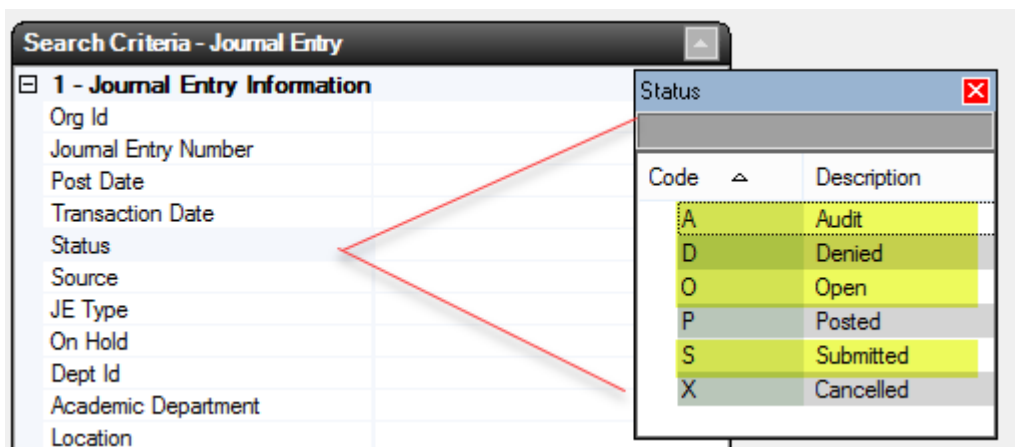 Search Criteria - Journal Entry
1 - Journal Entry Information
Org Id
Journal Entry Number
Post Date
Transaction Date
Status
Source
JE Type
On Hold
Dept Id
Academic Department
Location
Status
Code Description
A Audit
D Denied
O Open
P Posted
S Submitted
X Cancelled